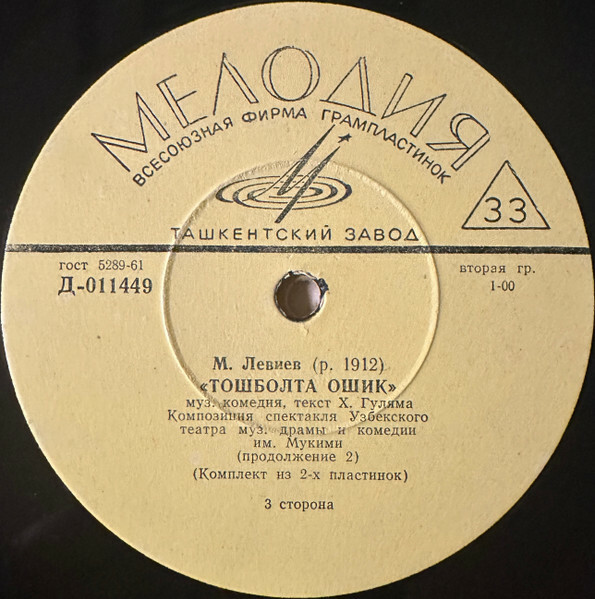 МЕЛОДИЯ
ВСЕСОЮЗНАЯ ФИРМА ГРАМПЛАСТИНОК
33
ТАШКЕНТСКИЙ ЗАВОД
гост 5289-61
Д-011449
вторая гр.
1-00
М. Левиев (р. 1912)
«ТОШБОЛТА ОШИК»
муз. комедия, текст Х. Гуляма
Композиция спектакля Узбекского
театра муз. драмы и комедии
им. Мукими
(продолжение 2)
(Комплект из 2-х пластинок)
3 сторона